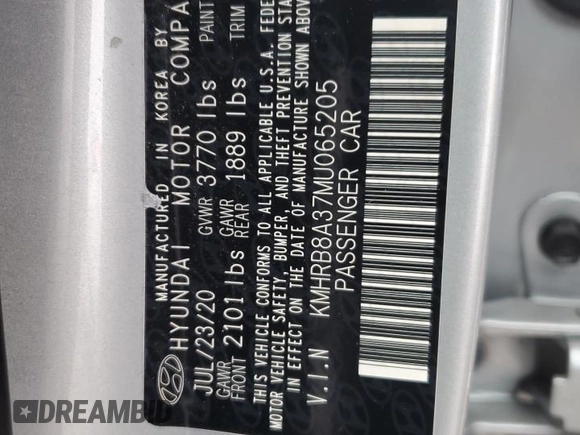 MANUFACTURED IN KOREA BY
HYUNDAI MOTOR COMPA
JUL/23/20 GVWR 3770 lbs PAINT
GAWR FRONT 2101 lbs GAWR REAR 1889 lbs TRIM
THIS VEHICLE CONFORMS TO ALL APPLICABLE U.S.A. FEDE
MOTOR VEHICLE SAFETY, BUMPER, AND THEFT PREVENTION STA
IN EFFECT ON THE DATE OF MANUFACTURE SHOWN ABOV
V.I.N KMHRB8A37MU065205
PASSENGER CAR
DREAMBID